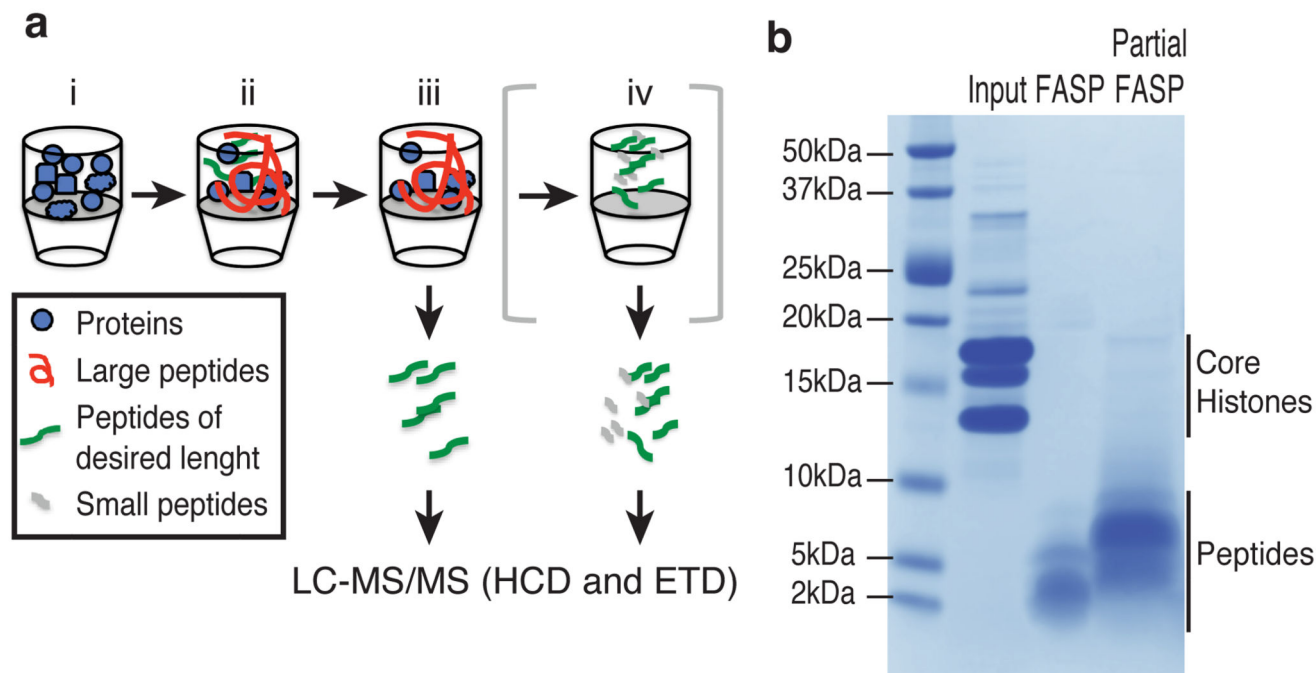 a
i
ii
iii
iv
Proteins
Large peptides
Peptides of
desired lenght
Small peptides
LC-MS/MS (HCD and ETD)
b
Partial
Input FASP FASP
50kDa
37kDa
25kDa
20kDa
15kDa
10kDa
5kDa
2kDa
Core
Histones
Peptides